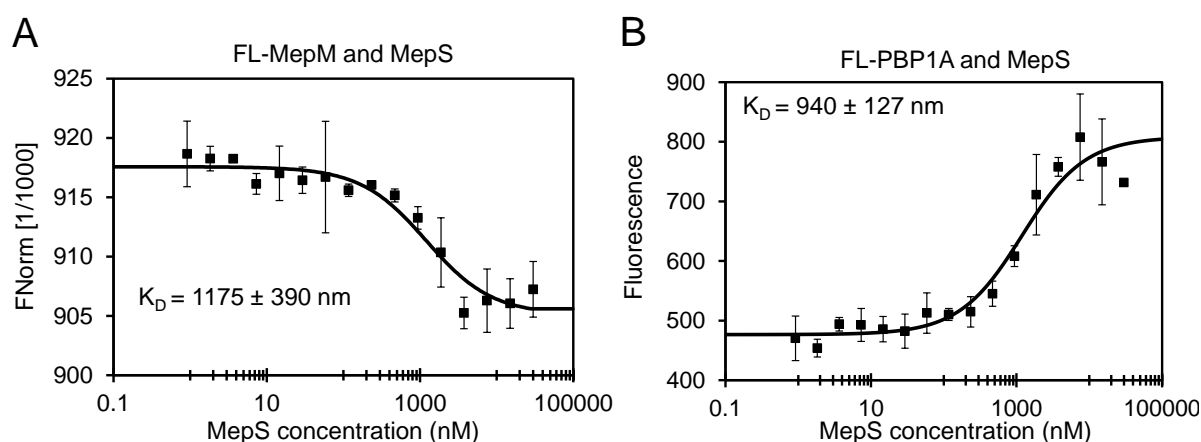 A
FL-MepM and MepS
925
920
915
910
905
900
FNorm [1/1000]
K_D = 1175 ± 390 nm
0.1
10
1000
100000
MepS concentration (nM)
B
FL-PBP1A and MepS
900
800
700
600
500
400
Fluorescence
K_D = 940 ± 127 nm
0.1
10
1000
100000
MepS concentration (nM)